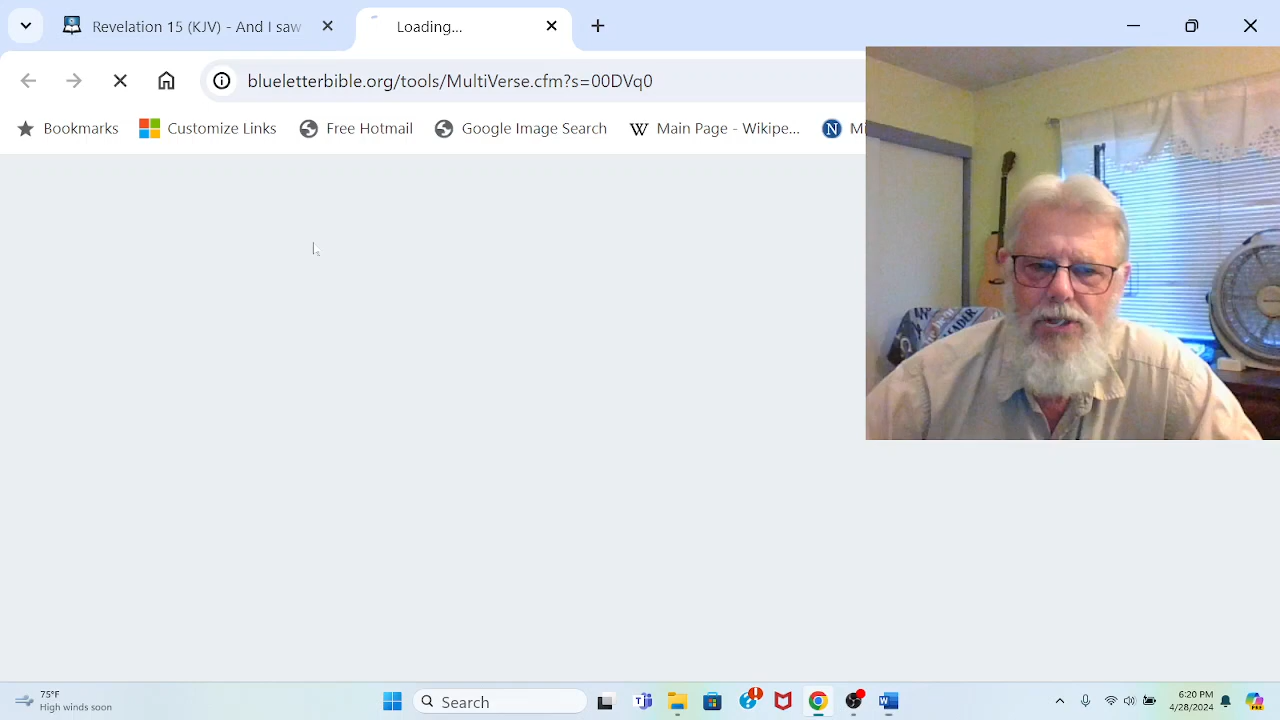 Revelation 15 (KJV) - And I saw
Loading...
blueletterbible.org/tools/MultiVerse.cfm?s=00DVq0
Bookmarks
Customize Links
Free Hotmail
Google Image Search
W Main Page - Wikipe...
N Mi
75°F
High winds soon
Search
6:20 PM
4/28/2024